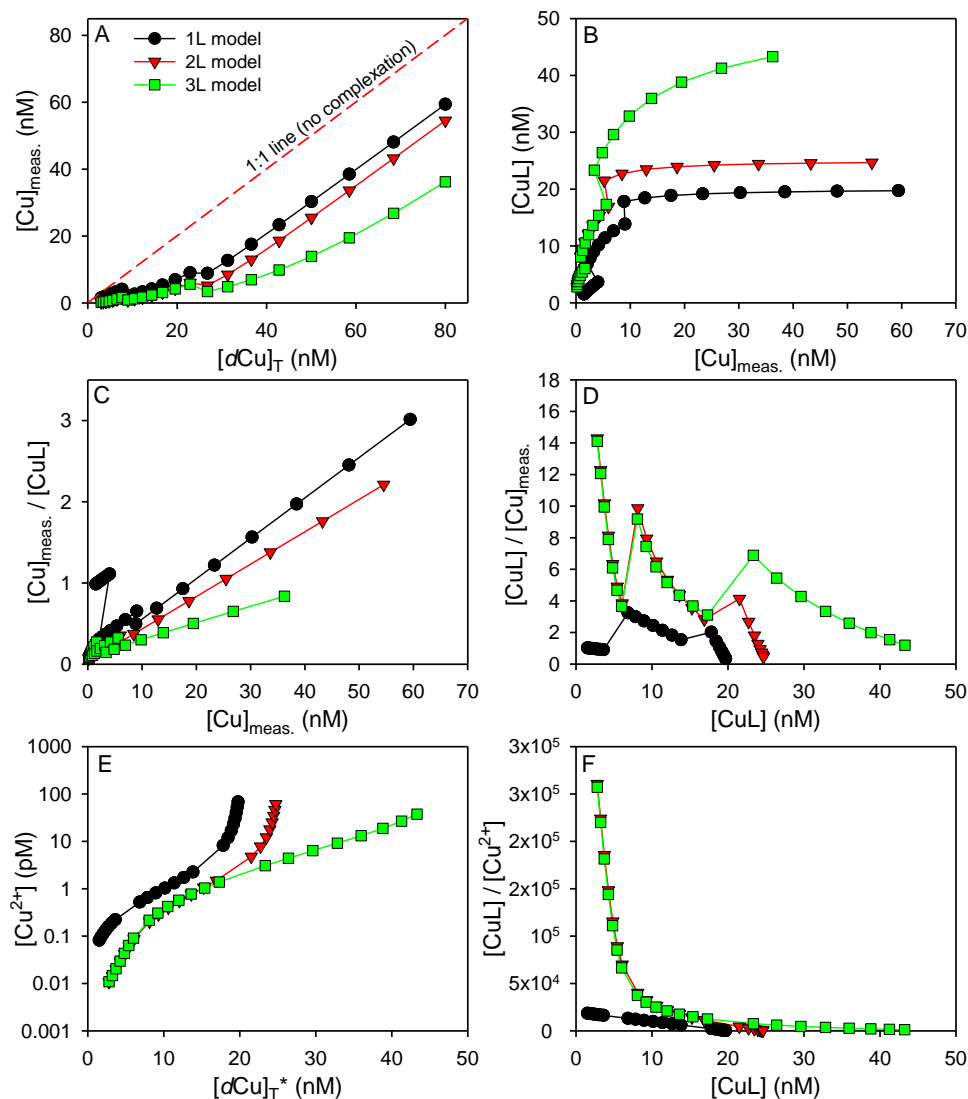 A
1L model
2L model
3L model
1:1 line (no complexation)
80
60
40
20
0
[Cu]meas. (nM)
0 20 40 60 80
[dCu]T (nM)
B
50
40
30
20
10
0
[CuL] (nM)
0 10 20 30 40 50 60 70
[Cu]meas. (nM)
C
3
2
1
0
[Cu]meas. / [CuL]
0 10 20 30 40 50 60 70
[Cu]meas. (nM)
D
18
16
14
12
10
8
6
4
2
0
[CuL] / [Cu]meas.
0 10 20 30 40 50
[CuL] (nM)
E
1000
100
10
1
0.1
0.01
0.001
[Cu²⁺] (pM)
0 10 20 30 40 50
[dCu]T* (nM)
F
3x10⁵
3x10⁵
2x10⁵
2x10⁵
10⁵
5x10⁴
0
[CuL] / [Cu²⁺]
0 10 20 30 40 50
[CuL] (nM)